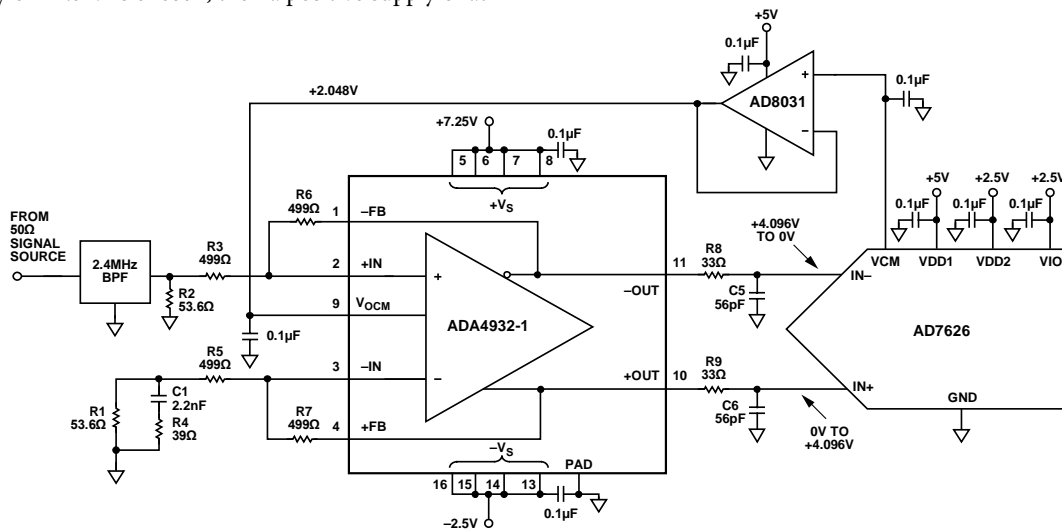 positive supply
+5V
0.1µF
+
AD8031
−
0.1µF
+2.048V
+7.25V
0.1µF
5 6 7 8
+VS
+5V
+2.5V
+2.5V
0.1µF
0.1µF
0.1µF
FROM
50Ω
SIGNAL
SOURCE
2.4MHz
BPF
R2
53.6Ω
R3
499Ω
R6
499Ω
1
−FB
2
+IN
9
VOCM
0.1µF
3
−IN
4
+FB
R5
499Ω
R7
499Ω
C1
2.2nF
R1
53.6Ω
R4
39Ω
+
ADA4932-1
−
11
−OUT
+OUT
10
−VS
PAD
16 15 14 13
0.1µF
−2.5V
R8
33Ω
C5
56pF
R9
33Ω
C6
56pF
+4.096V
TO 0V
0V TO
+4.096V
VCM
VDD1
VDD2
VIO
IN−
AD7626
IN+
GND